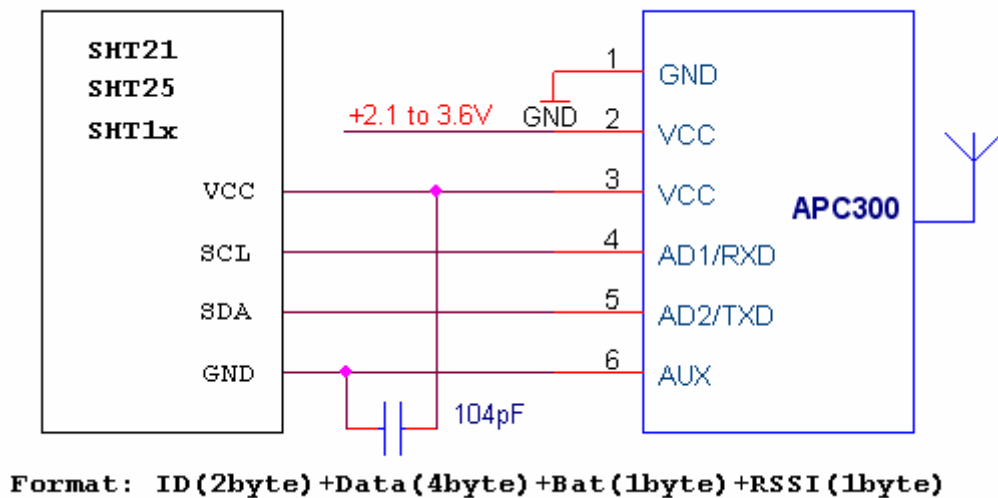 SHT21
SHT25
SHT1x
VCC
SCL
SDA
GND
+2.1 to 3.6V
GND
104pF
1
2
3
4
5
6
GND
VCC
VCC
AD1/RXD
AD2/TXD
AUX
APC300
Format: ID(2byte)+Data(4byte)+Bat(1byte)+RSSI(1byte)